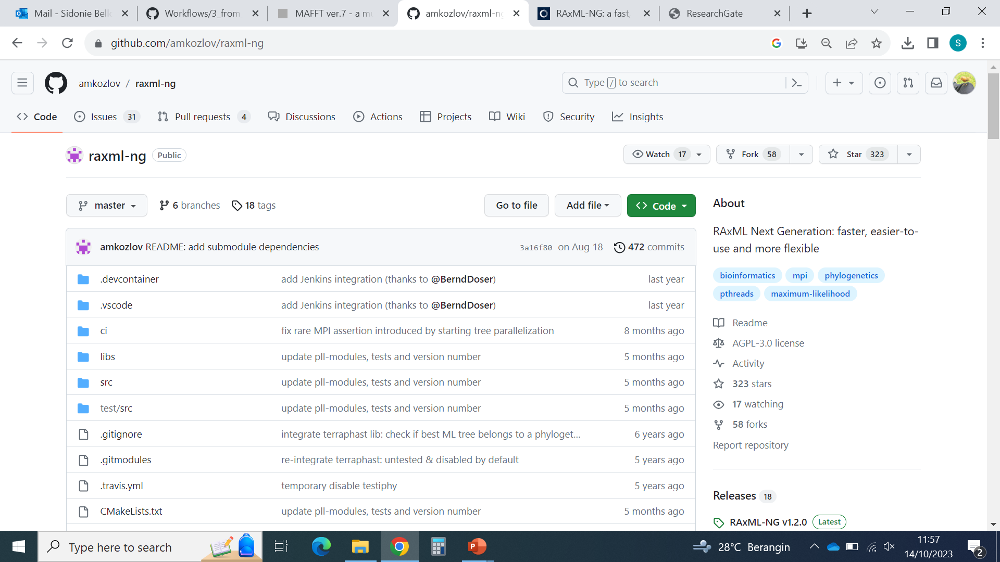 Mail - Sidonie Bell
Workflows/3_from_
MAFFT ver.7 - a mu
amkozlov/raxml-ng
RAxML-NG: a fast,
ResearchGate
github.com/amkozlov/raxml-ng
S
amkozlov / raxml-ng
Type / to search
Code
Issues 31
Pull requests 4
Discussions
Actions
Projects
Wiki
Security
Insights
raxml-ng Public
Watch 17
Fork 58
Star 323
master
6 branches
18 tags
Go to file
Add file
Code
amkozlov README: add submodule dependencies 3a16f80 on Aug 18 472 commits
.devcontainer add Jenkins integration (thanks to @BerndDoser) last year
.vscode add Jenkins integration (thanks to @BerndDoser) last year
ci fix rare MPI assertion introduced by starting tree parallelization 8 months ago
libs update pll-modules, tests and version number 5 months ago
src update pll-modules, tests and version number 5 months ago
test/src update pll-modules, tests and version number 5 months ago
.gitignore integrate terraphast lib: check if best ML tree belongs to a phyloget... 6 years ago
.gitmodules re-integrate terraphast: untested & disabled by default 5 years ago
.travis.yml temporary disable testiphy 5 years ago
CMakeLists.txt update pll-modules, tests and version number 5 months ago
About
RAxML Next Generation: faster, easier-to-
use and more flexible
bioinformatics mpi phylogenetics
pthreads maximum-likelihood
Readme
AGPL-3.0 license
Activity
323 stars
17 watching
58 forks
Report repository
Releases 18
RAxML-NG v1.2.0 Latest
Type here to search
28°C Berangin
11:57
14/10/2023
2